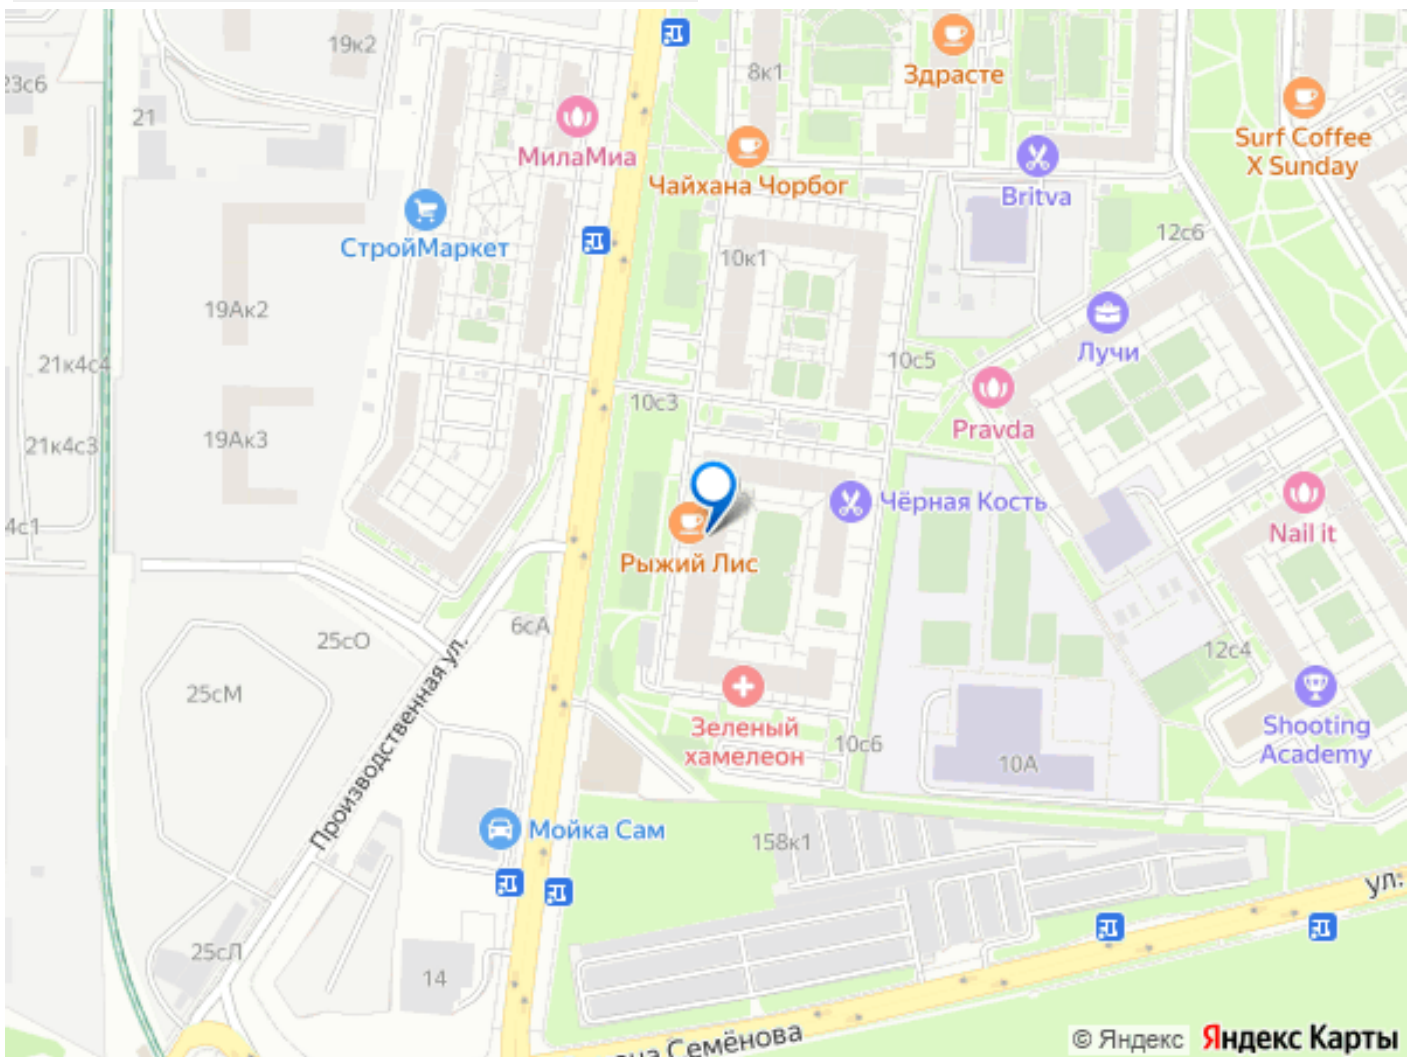 19к2
8к1
Здрасте
23с6
21
МилаМиа
Surf Coffee
X Sunday
Чайхана Чорбог
Britva
СтройМаркет
12с6
10к1
19Ак2
Лучи
21к4с4
10с5
10с3
Pravda
19Ак3
21к4с3
Чёрная Кость
4с1
Nail it
Рыжий Лис
6сА
25сО
Производственная ул.
12с4
25сМ
Зеленый
хамелеон
10с6
Shooting
Academy
10А
Мойка Сам
158к1
ул.
25сЛ
14
Семёнова
© Яндекс Яндекс Карты